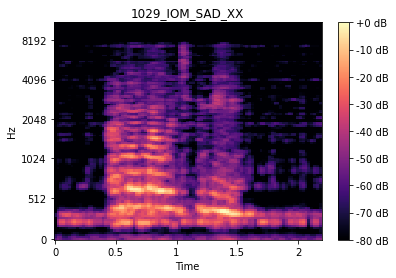 1029_IOM_SAD_XX
8192
4096
2048
1024
512
0
Hz
0
0.5
1
1.5
2
Time
+0 dB
-10 dB
-20 dB
-30 dB
-40 dB
-50 dB
-60 dB
-70 dB
-80 dB